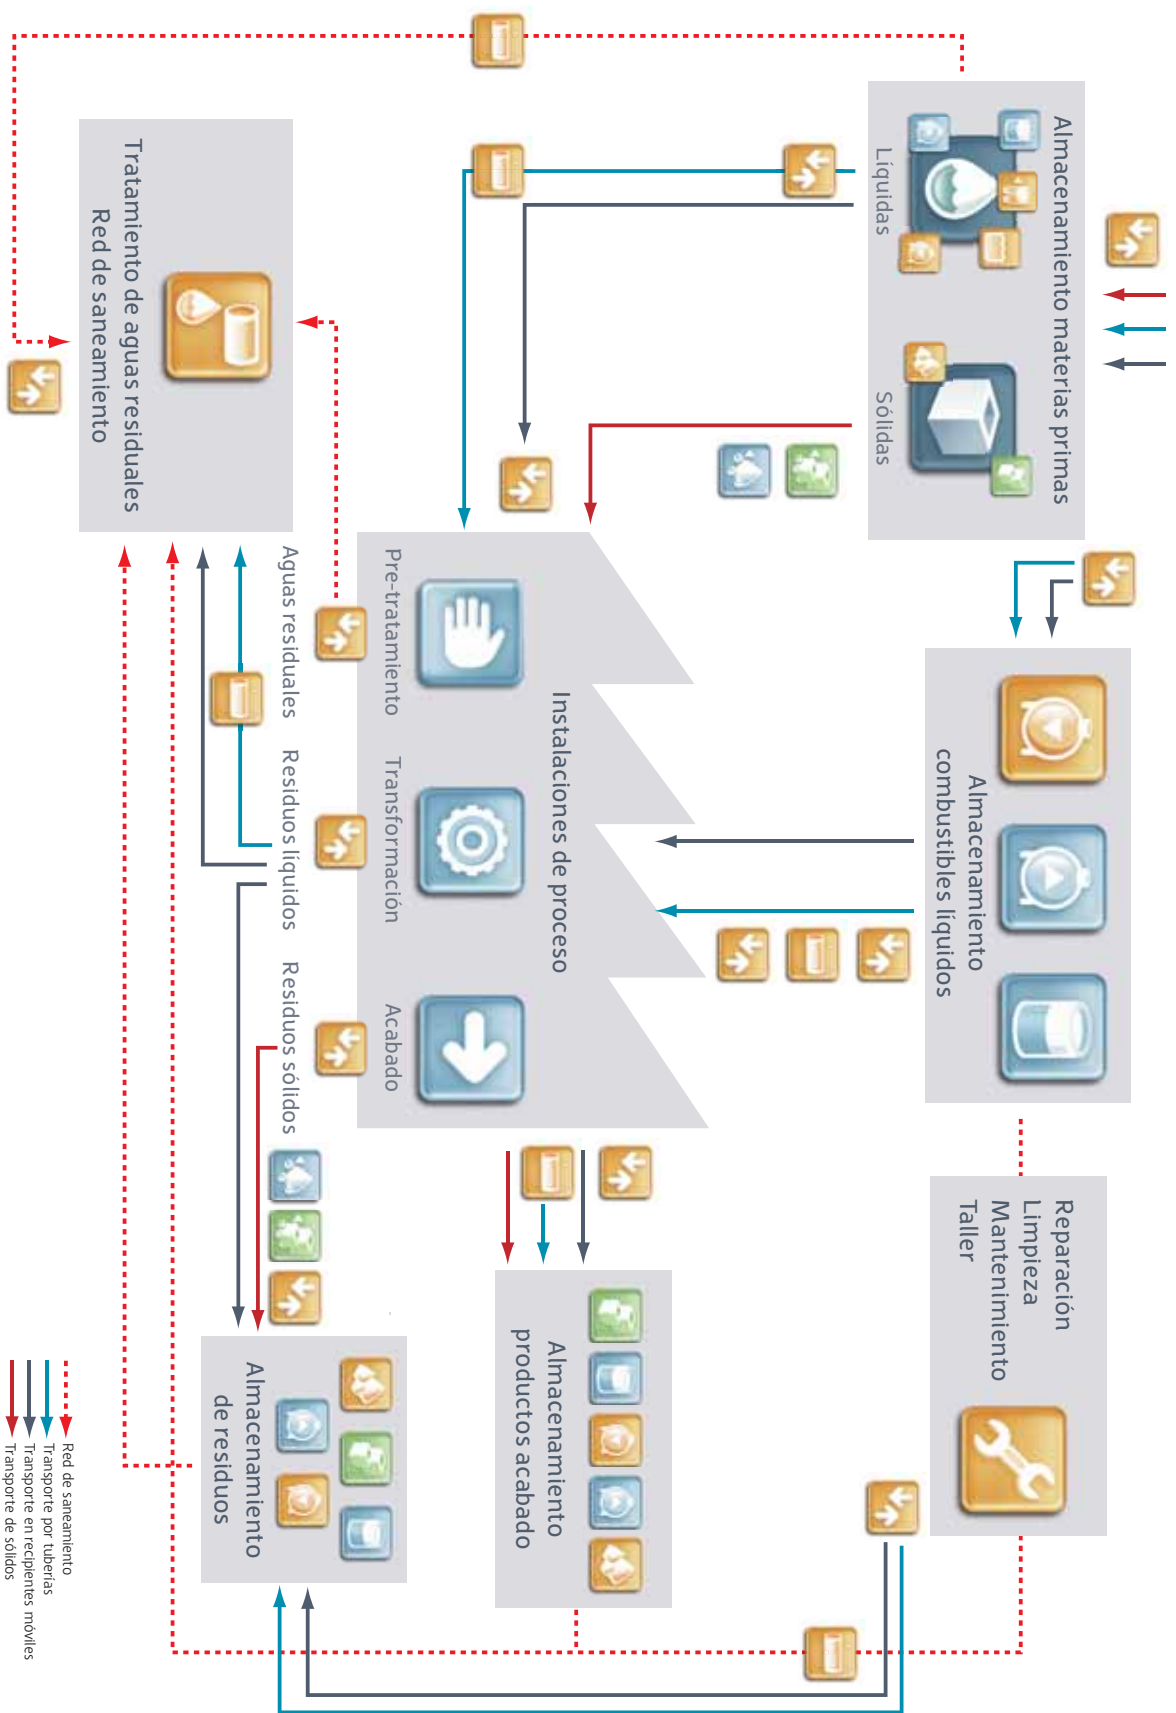 Almacenamiento materias primas
Líquidas
Sólidas
Almacenamiento
combustibles líquidos
Reparación
Limpieza
Mantenimiento
Taller
Instalaciones de proceso
Pre-tratamiento
Transformación
Acabado
Almacenamiento
productos acabado
Aguas residuales
Residuos líquidos
Residuos sólidos
Tratamiento de aguas residuales
Red de saneamiento
Almacenamiento
de residuos
Red de saneamiento
Transporte por tuberías
Transporte en recipientes móviles
Transporte de sólidos